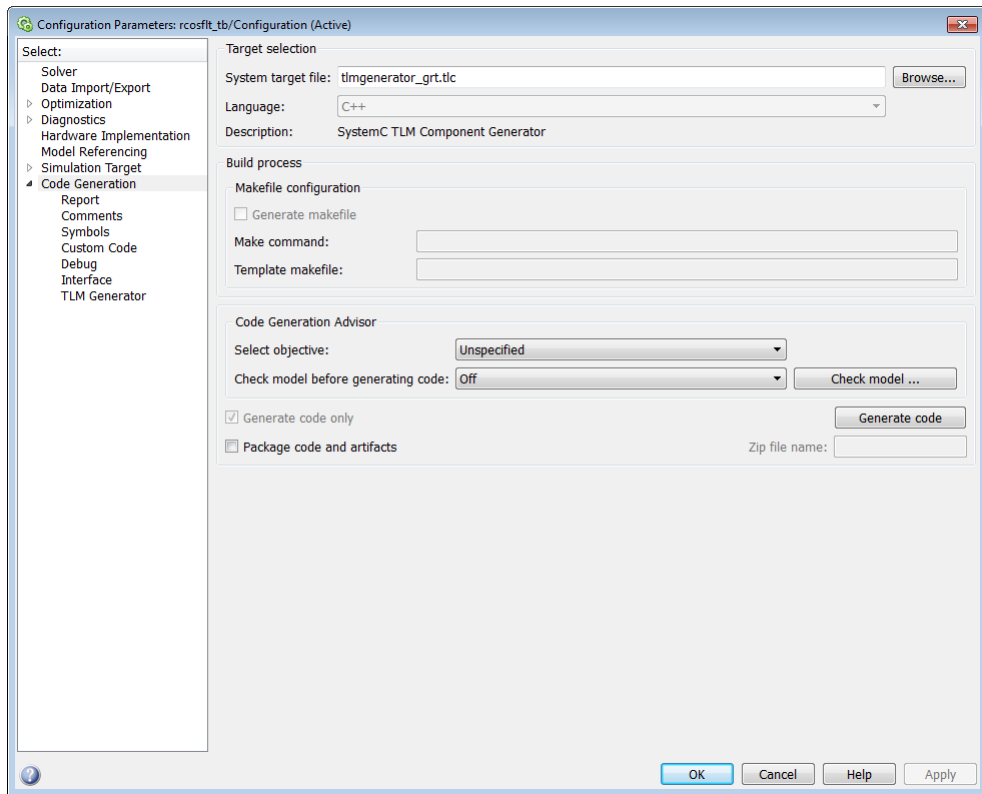 Configuration Parameters: rcosflt_tb/Configuration (Active)
Select:
Solver
Data Import/Export
Optimization
Diagnostics
Hardware Implementation
Model Referencing
Simulation Target
Code Generation
Report
Comments
Symbols
Custom Code
Debug
Interface
TLM Generator
Target selection
System target file: tlmgenerator_grt.tlc Browse...
Language: C++
Description: SystemC TLM Component Generator
Build process
Makefile configuration
Generate makefile
Make command:
Template makefile:
Code Generation Advisor
Select objective: Unspecified
Check model before generating code: Off Check model ...
Generate code only Generate code
Package code and artifacts Zip file name:
OK Cancel Help Apply